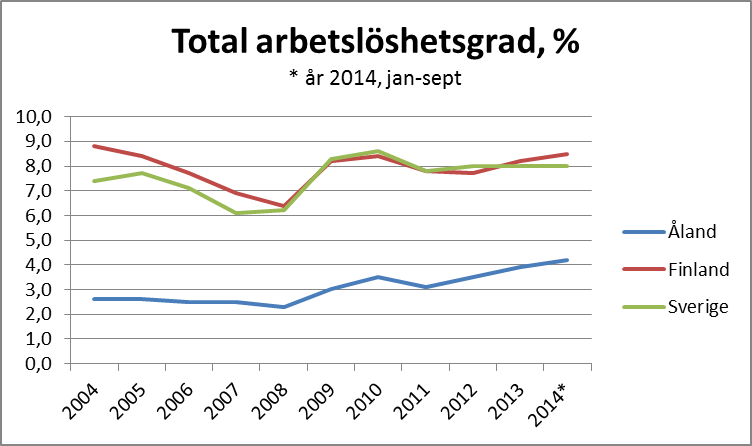 Total arbetslöshetsgrad, %
* år 2014, jan-sept
10,0
9,0
8,0
7,0
6,0
5,0
4,0
3,0
2,0
1,0
0,0
2004 2005 2006 2007 2008 2009 2010 2011 2012 2013 2014*
Åland
Finland
Sverige